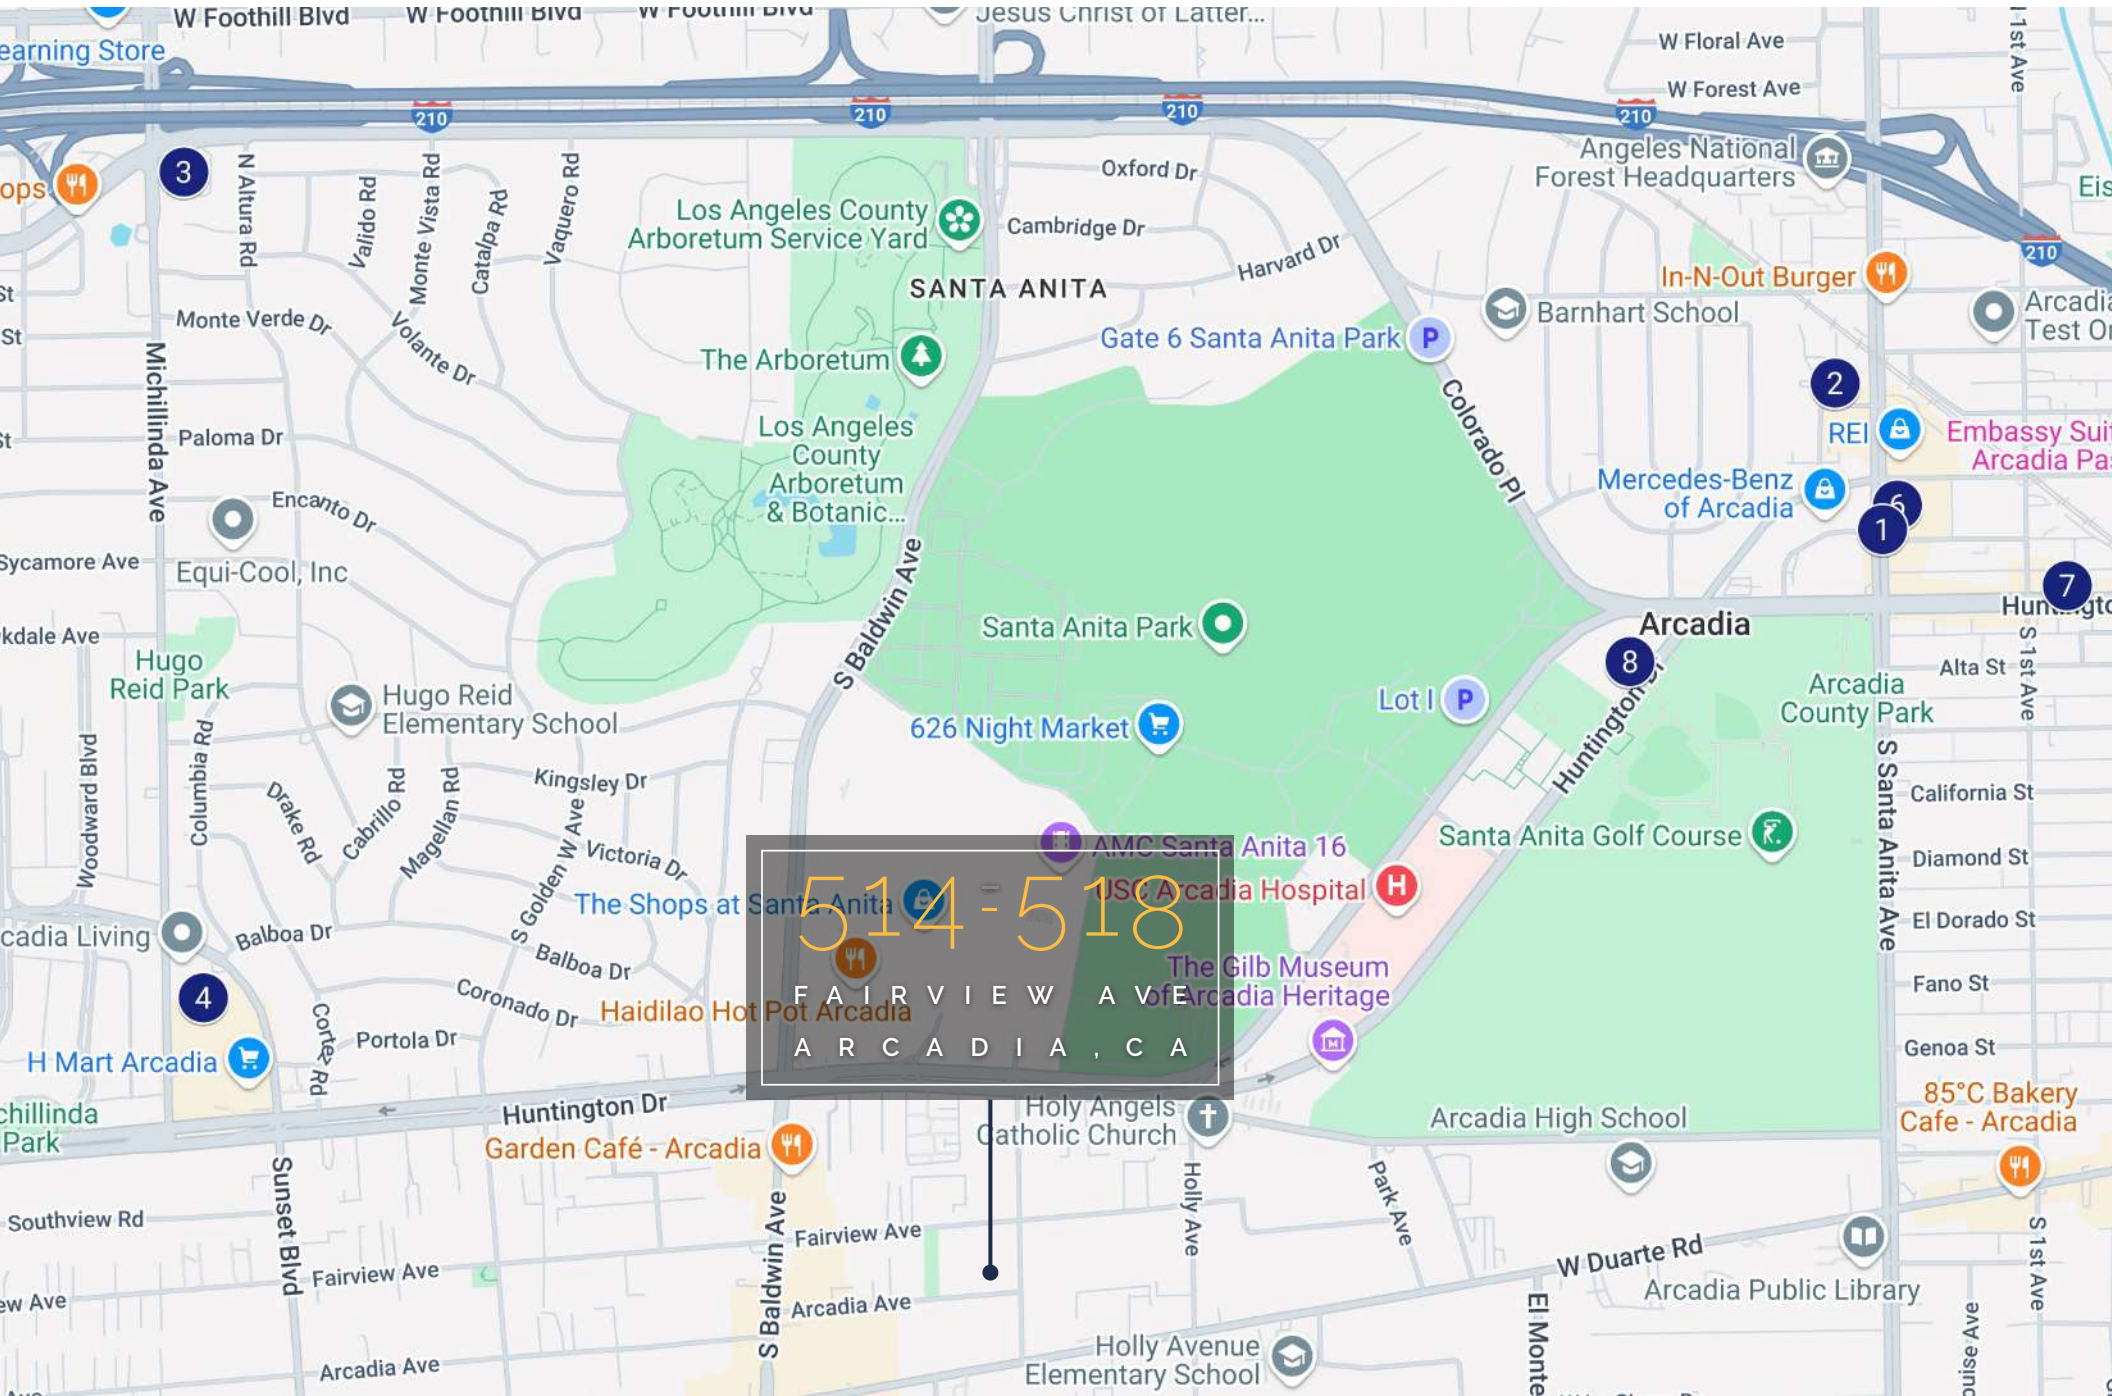 W Foothill Blvd
W Foothill Blvd
W Foothill Blvd
Jesus Christ of Latter...
W Floral Ave
earning Store
W Forest Ave
1st Ave
210
210
210
210
210
Angeles National
Forest Headquarters
3
ops
N Altura Rd
Valido Rd
Monte Vista Rd
Catalpa Rd
Vaquero Rd
Oxford Dr
Cambridge Dr
Harvard Dr
Los Angeles County
Arboretum Service Yard
SANTA ANITA
In-N-Out Burger
Barnhart School
Monte Verde Dr
Volante Dr
St
St
Gate 6 Santa Anita Park
P
The Arboretum
Michillinda Ave
Colorado Pl
2
REI
Paloma Dr
St
Los Angeles
County
Arboretum
& Botanic...
Mercedes-Benz
of Arcadia
Encanto Dr
6
1
Sycamore Ave
Equi-Cool, Inc
S Baldwin Ave
7
Santa Anita Park
Arcadia
kdale Ave
Hugo
Reid Park
8
Huntington Dr
Alta St
S 1st Ave
Hugo Reid
Elementary School
Lot I
P
Arcadia
County Park
626 Night Market
Columbia Rd
Woodward Blvd
Drake Rd
Cabrillo Rd
Magellan Rd
Kingsley Dr
S Golden W Ave
Victoria Dr
S Santa Anita Ave
California St
Santa Anita Golf Course
AMC Santa Anita 16
Diamond St
514-518
The Shops at Santa Anita
USC Arcadia Hospital
H
El Dorado St
cadia Living
Balboa Dr
Balboa Dr
The Gilb Museum
of Arcadia Heritage
M
Fano St
4
Coronado Dr
Haidilao Hot Pot Arcadia
FAIRVIEW AVE
ARCADIA, CA
Cortez Rd
Portola Dr
H Mart Arcadia
Genoa St
chillinda
Park
Huntington Dr
Holy Angels
Catholic Church
Arcadia High School
85°C Bakery
Cafe - Arcadia
Garden Café - Arcadia
Sunset Blvd
S Baldwin Ave
Holly Ave
Park Ave
Southview Rd
Fairview Ave
Fairview Ave
W Duarte Rd
Arcadia Public Library
S 1st Ave
ew Ave
Arcadia Ave
Arcadia Ave
El Monte
Holly Avenue
Elementary School